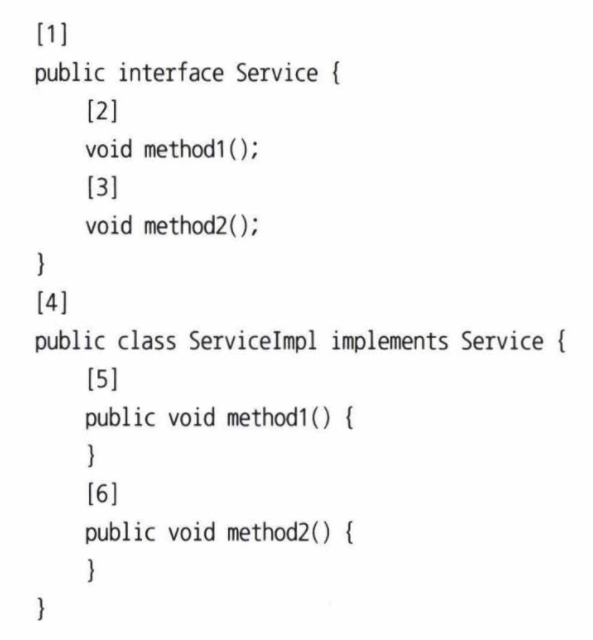 [1]
public interface Service {
[2]
void method1();
[3]
void method2();
}
[4]
public class ServiceImpl implements Service {
[5]
public void method1() {
}
[6]
public void method2() {
}
}